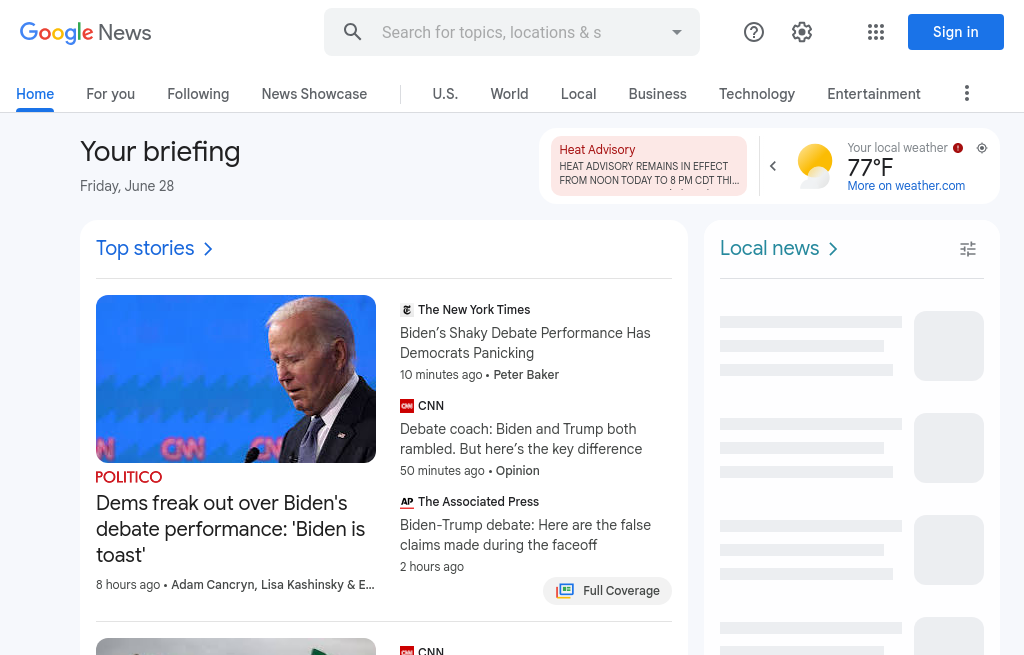 Google News
Search for topics, locations & s
Sign in
Home
For you
Following
News Showcase
U.S.
World
Local
Business
Technology
Entertainment
Your briefing
Friday, June 28
Heat Advisory
HEAT ADVISORY REMAINS IN EFFECT
FROM NOON TODAY TO 8 PM CDT THI...
Your local weather
77°F
More on weather.com
Top stories
Local news
CNN
CNN
POLITICO
Dems freak out over Biden's
debate performance: 'Biden is
toast'
8 hours ago • Adam Cancryn, Lisa Kashinsky & E...
The New York Times
Biden’s Shaky Debate Performance Has
Democrats Panicking
10 minutes ago • Peter Baker
CNN
CNN
Debate coach: Biden and Trump both
rambled. But here’s the key difference
50 minutes ago • Opinion
AP
The Associated Press
Biden-Trump debate: Here are the false
claims made during the faceoff
2 hours ago
Full Coverage
CNN
CNN